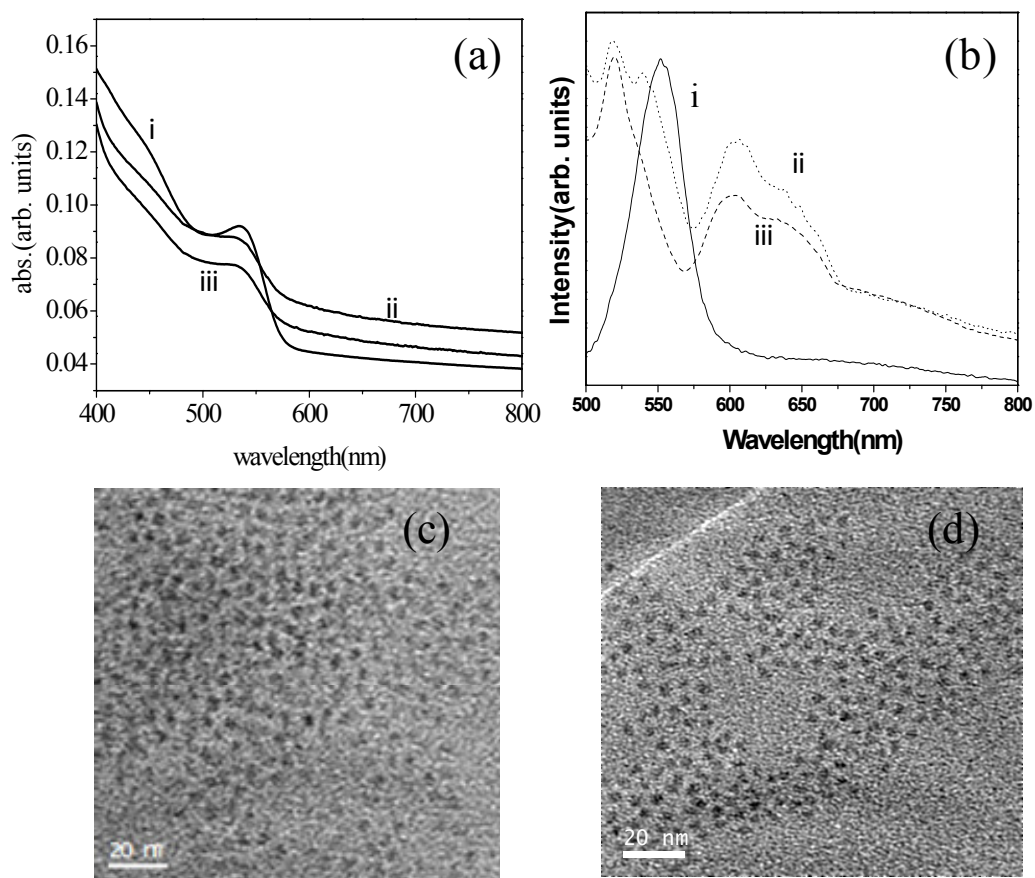 (a)
0.16
0.14
0.12
0.10
0.08
0.06
0.04
abs.(arb. units)
i
ii
iii
400
500
600
700
800
wavelength(nm)
(b)
Intensity(arb. units)
i
ii
iii
500
550
600
650
700
750
800
Wavelength(nm)
(c)
20 nm
(d)
20 nm